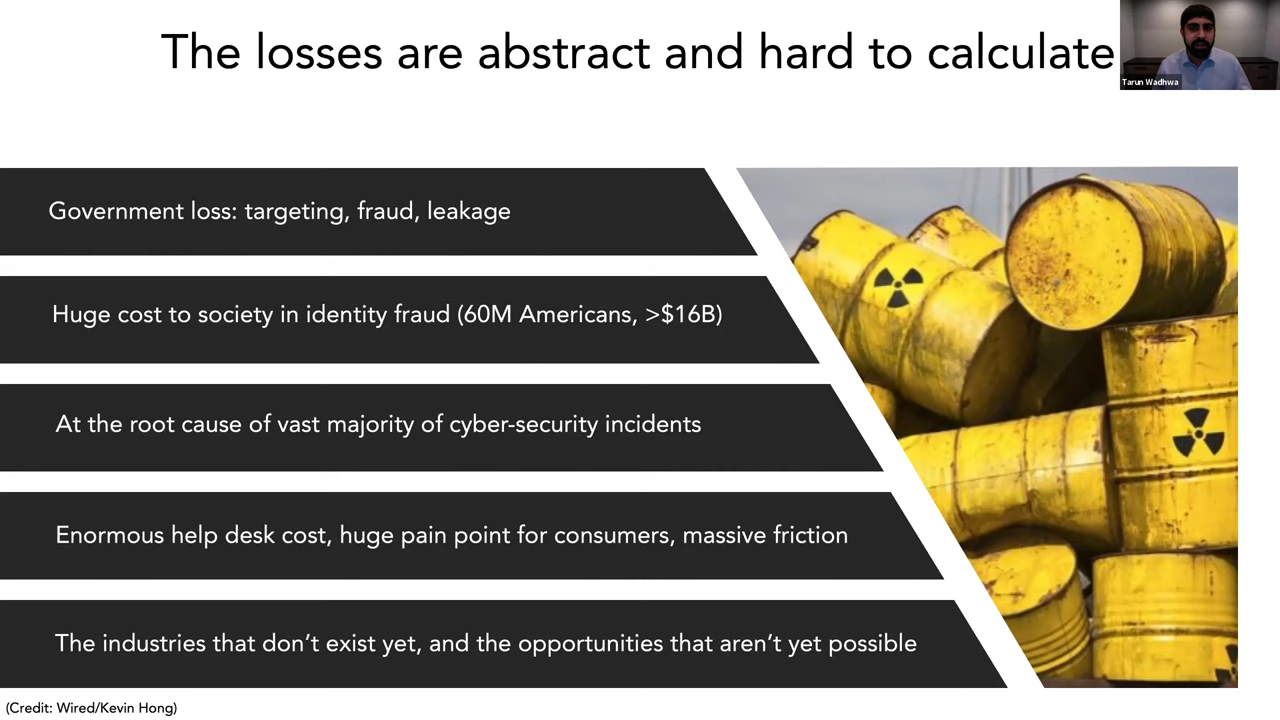 The losses are abstract and hard to calculate
Tarun Wadhwa
Government loss: targeting, fraud, leakage
Huge cost to society in identity fraud (60M Americans, >$16B)
At the root cause of vast majority of cyber-security incidents
Enormous help desk cost, huge pain point for consumers, massive friction
The industries that don’t exist yet, and the opportunities that aren’t yet possible
(Credit: Wired/Kevin Hong)